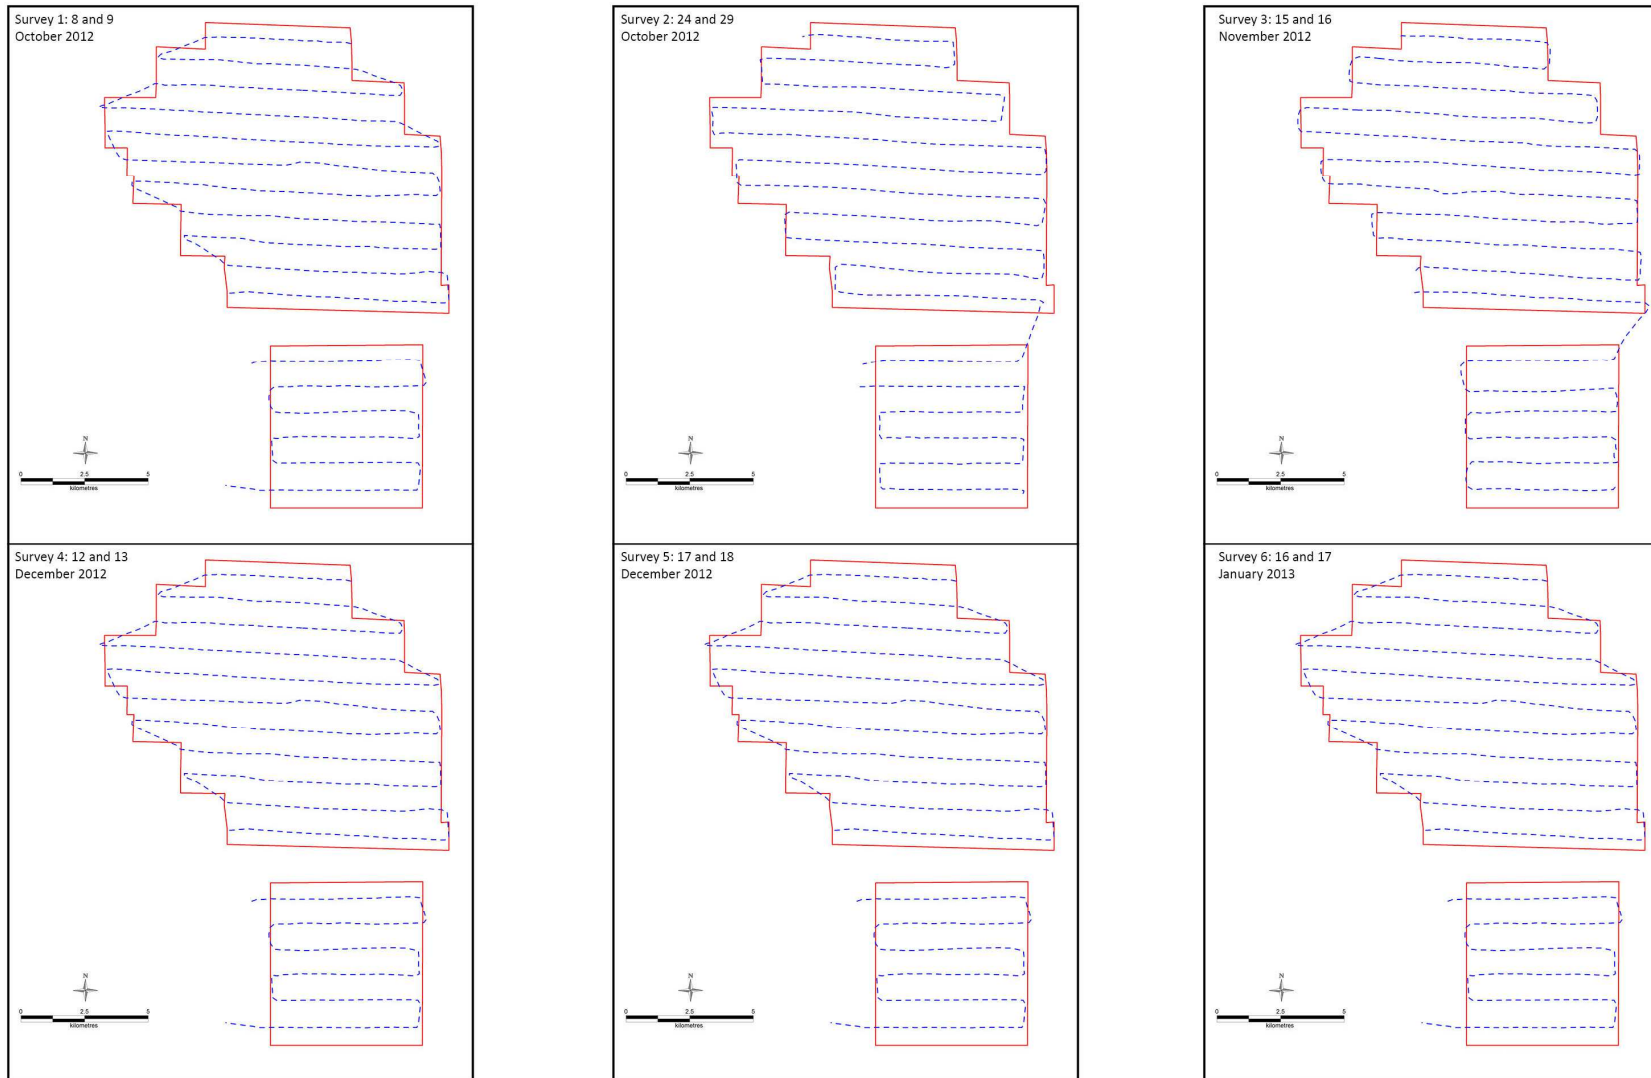 Survey 1: 8 and 9
October 2012
N
0 2.5 5
kilometres
Survey 2: 24 and 29
October 2012
N
0 2.5 5
kilometres
Survey 3: 15 and 16
November 2012
N
0 2.5 5
kilometres
Survey 4: 12 and 13
December 2012
N
0 2.5 5
kilometres
Survey 5: 17 and 18
December 2012
N
0 2.5 5
kilometres
Survey 6: 16 and 17
January 2013
N
0 2.5 5
kilometres